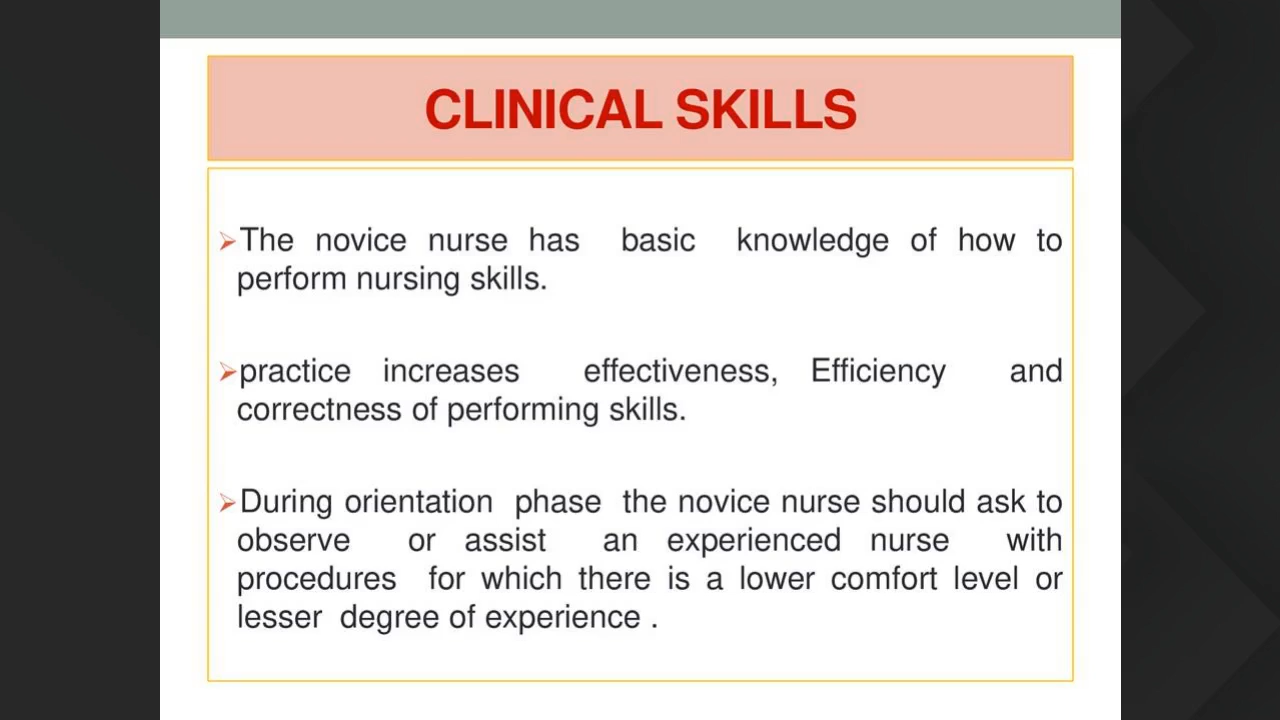 CLINICAL SKILLS
➢The novice nurse has basic knowledge of how to
perform nursing skills.
➢practice increases effectiveness, Efficiency and
correctness of performing skills.
➢During orientation phase the novice nurse should ask to
observe or assist an experienced nurse with
procedures for which there is a lower comfort level or
lesser degree of experience .